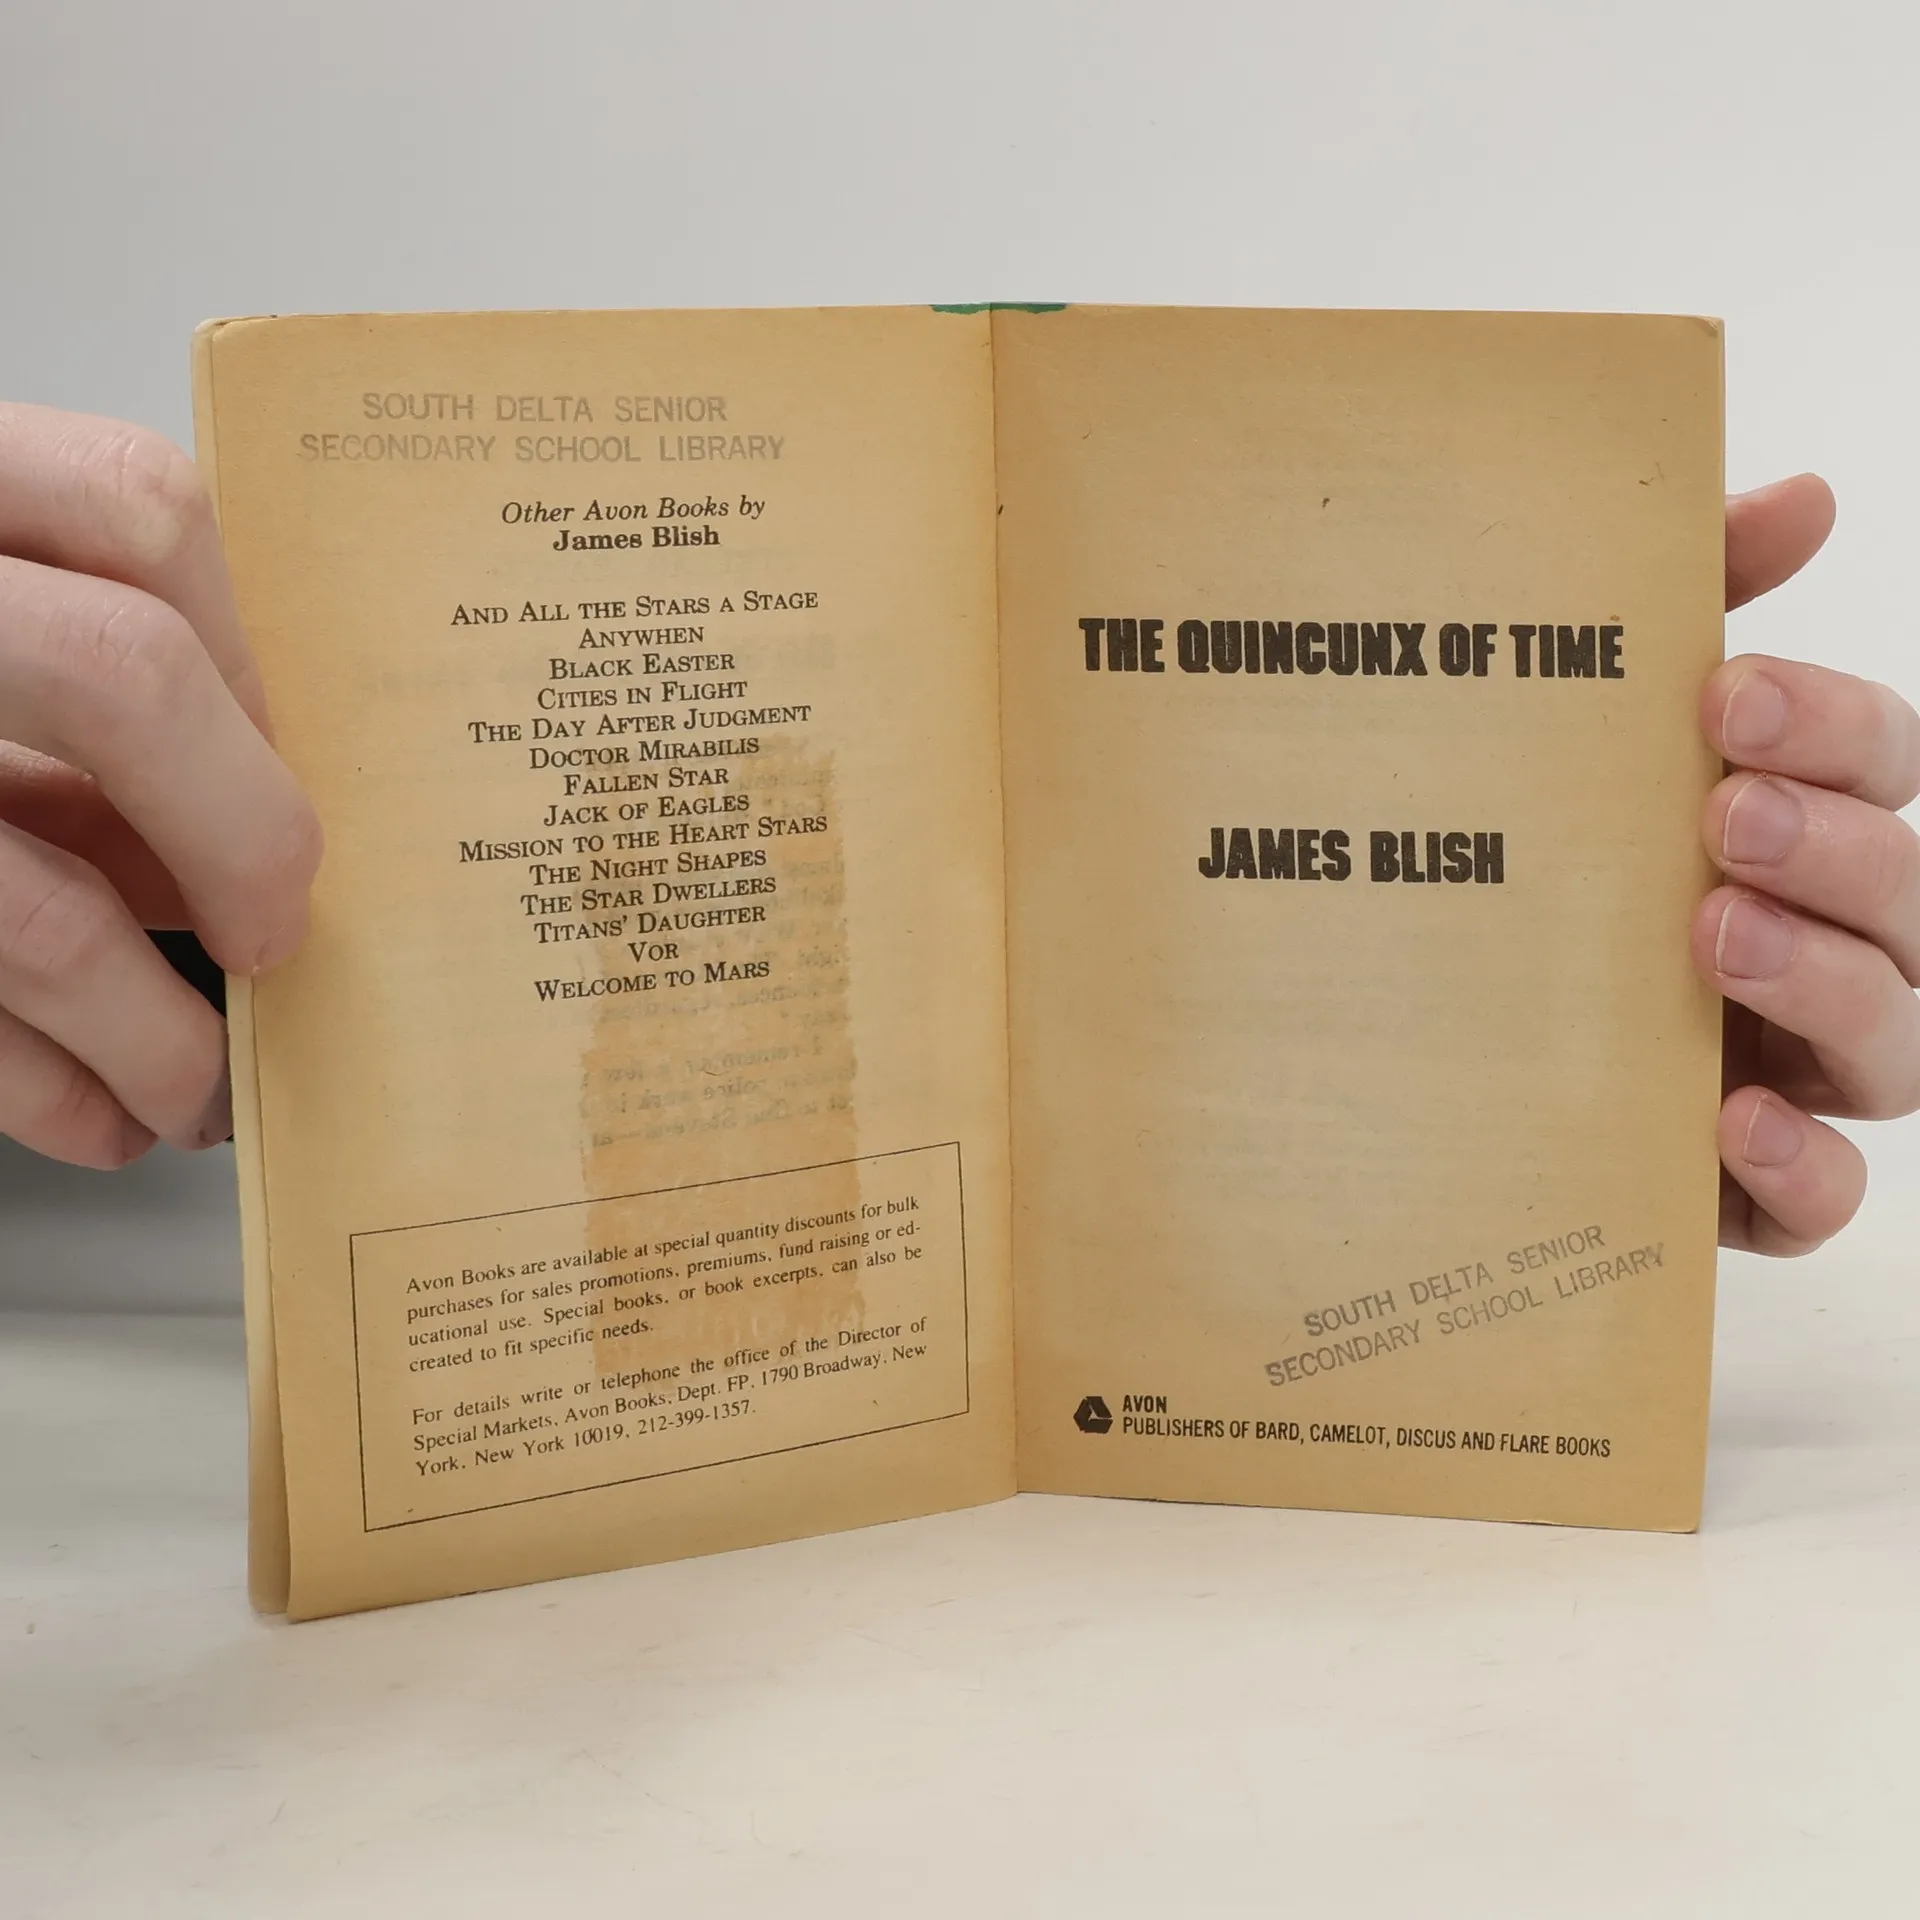 SOUTH DELTA SENIOR
SECONDARY SCHOOL LIBRARY
Other Avon Books by
James Blish
AND ALL THE STARS A STAGE
ANYWHEN
BLACK EASTER
CITIES IN FLIGHT
THE DAY AFTER JUDGMENT
DOCTOR MIRABILIS
FALLEN STAR
JACK OF EAGLES
MISSION TO THE HEART STARS
THE NIGHT SHAPES
THE STAR DWELLERS
TITANS' DAUGHTER
VOR
WELCOME TO MARS
Avon Books are available at special quantity discounts for bulk
purchases for sales promotions, premiums, fund raising or ed-
ucational use. Special books, or book excerpts, can also be
created to fit specific needs.
For details write or telephone the office of the Director of
Special Markets, Avon Books, Dept. FP, 1790 Broadway, New
York, New York 10019, 212-399-1357.
THE QUINCUNX OF TIME
JAMES BLISH
SOUTH DELTA SENIOR
SECONDARY SCHOOL LIBRARY
AVON
PUBLISHERS OF BARD, CAMELOT, DISCUS AND FLARE BOOKS